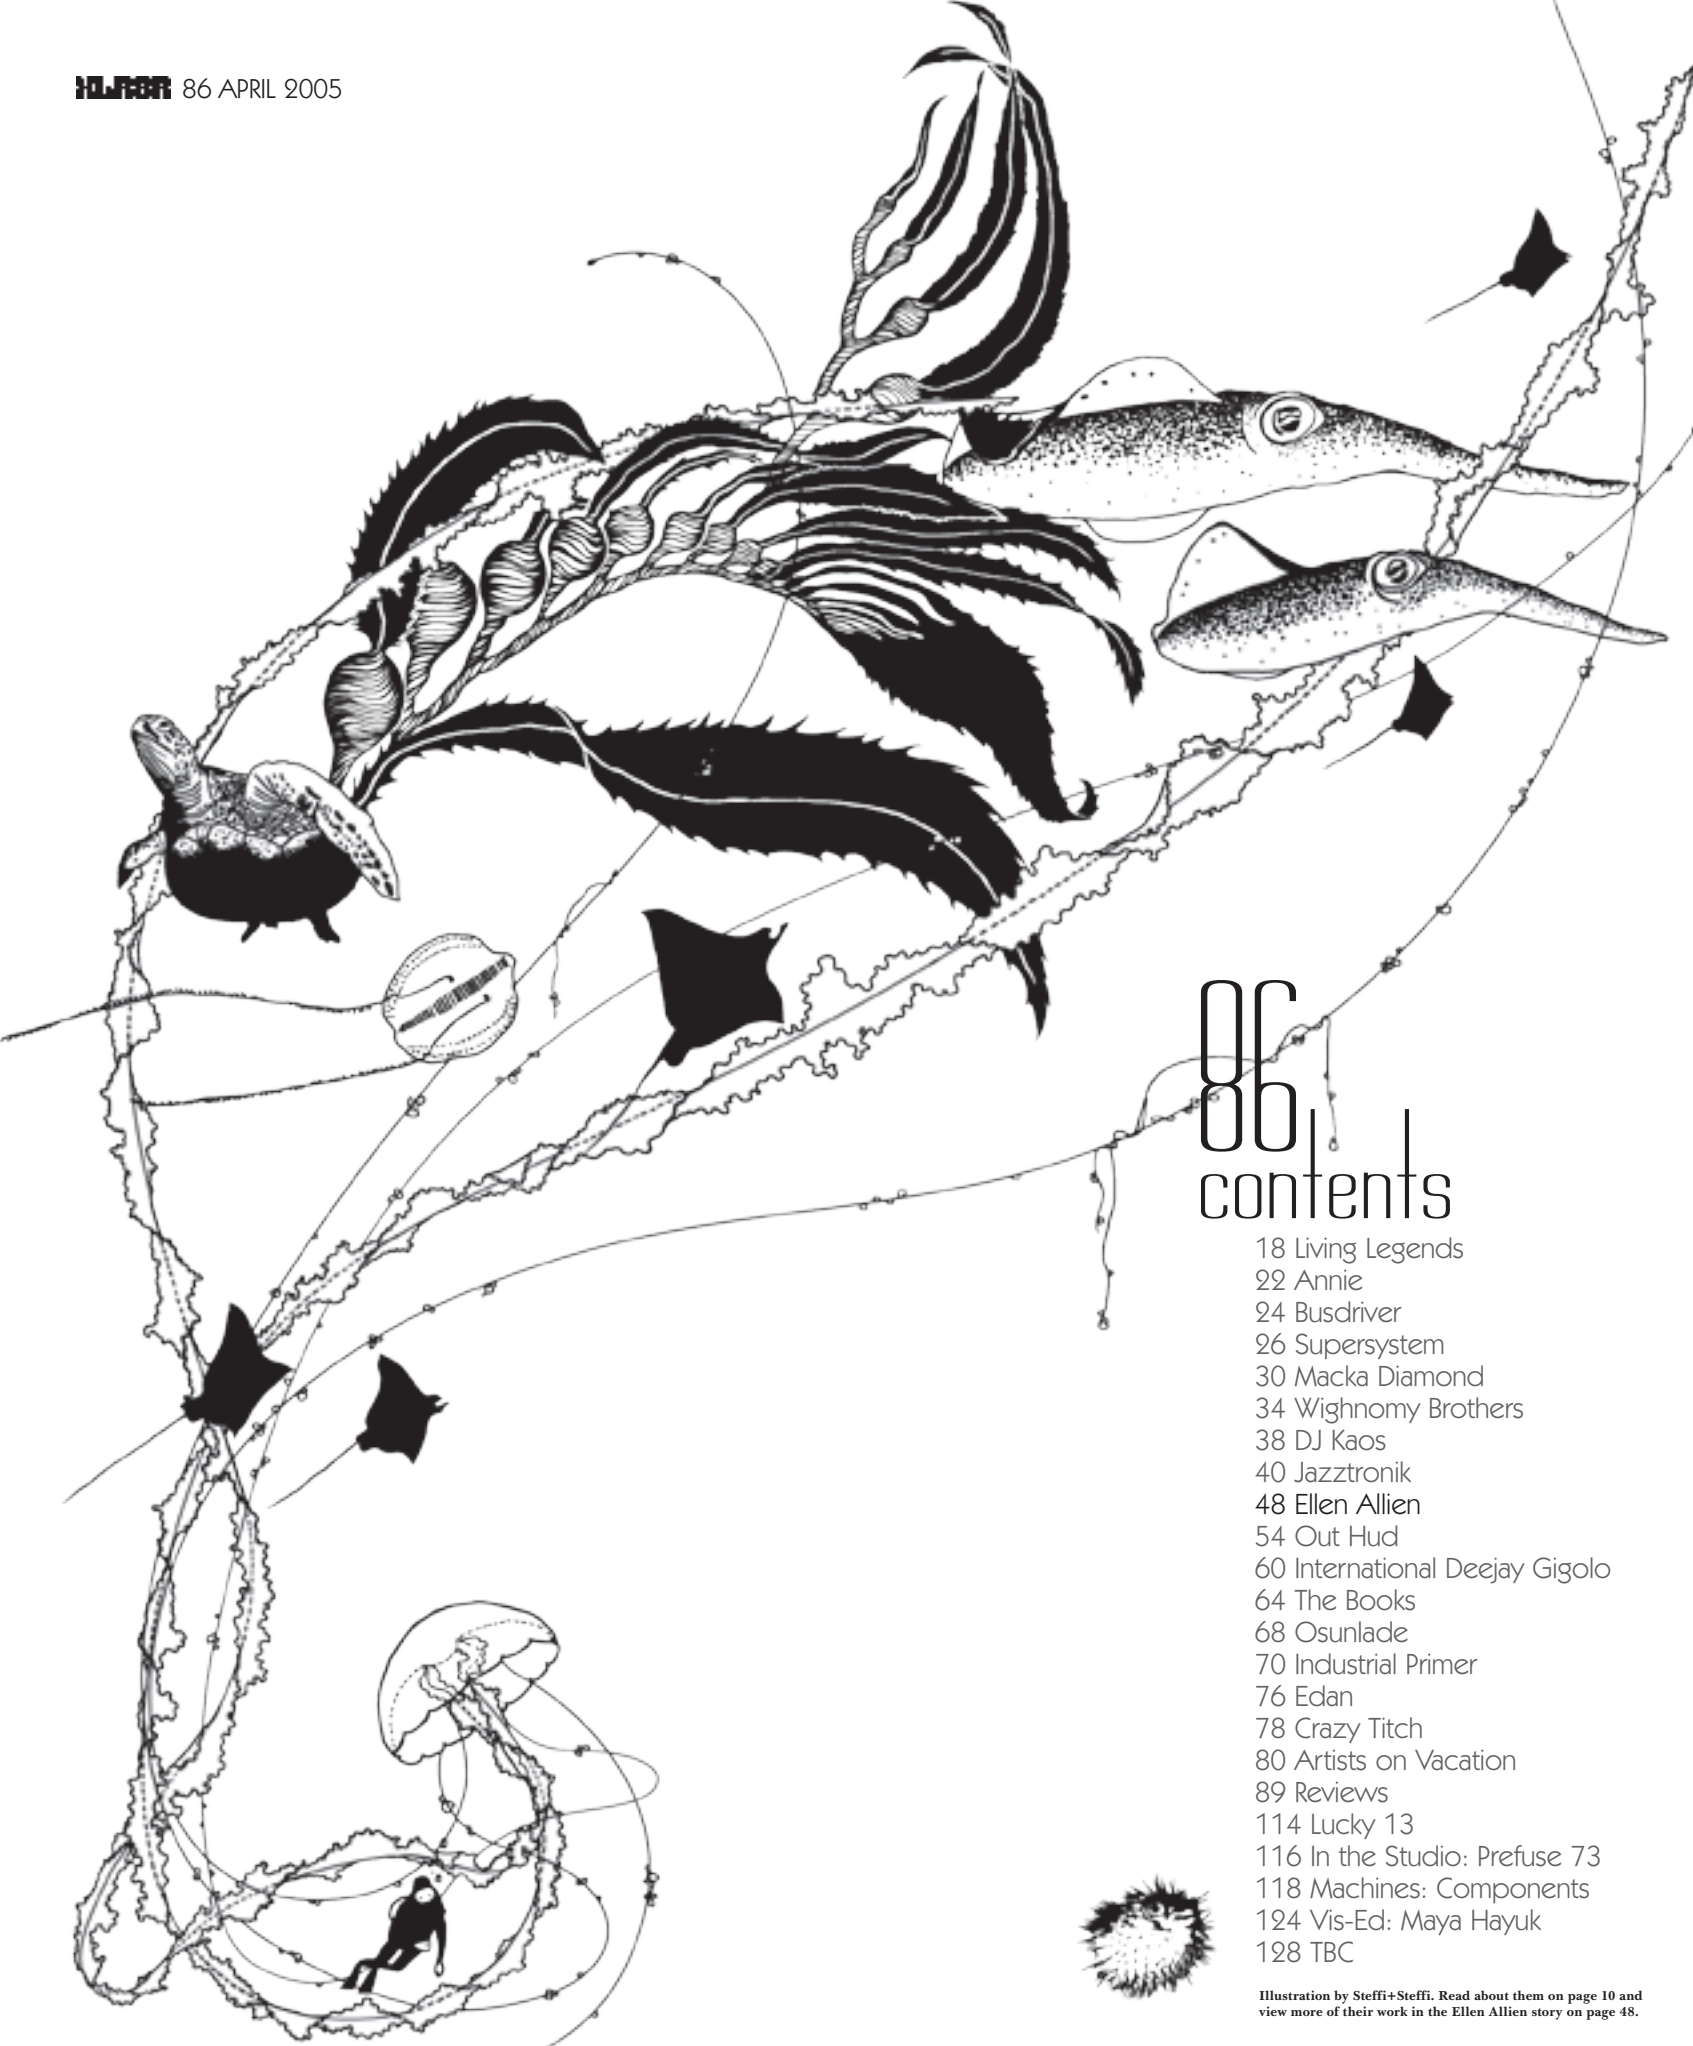 XLR8R 86 APRIL 2005
86
contents
18 Living Legends
22 Annie
24 Busdriver
26 Supersystem
30 Macka Diamond
34 Wighnomy Brothers
38 DJ Kaos
40 Jazztronik
48 Ellen Allien
54 Out Hud
60 International Deejay Gigolo
64 The Books
68 Osunlade
70 Industrial Primer
76 Edan
78 Crazy Titch
80 Artists on Vacation
89 Reviews
114 Lucky 13
116 In the Studio: Prefuse 73
118 Machines: Components
124 Vis-Ed: Maya Hayuk
128 TBC
Illustration by Steffi+Steffi. Read about them on page 10 and
view more of their work in the Ellen Allien story on page 48.